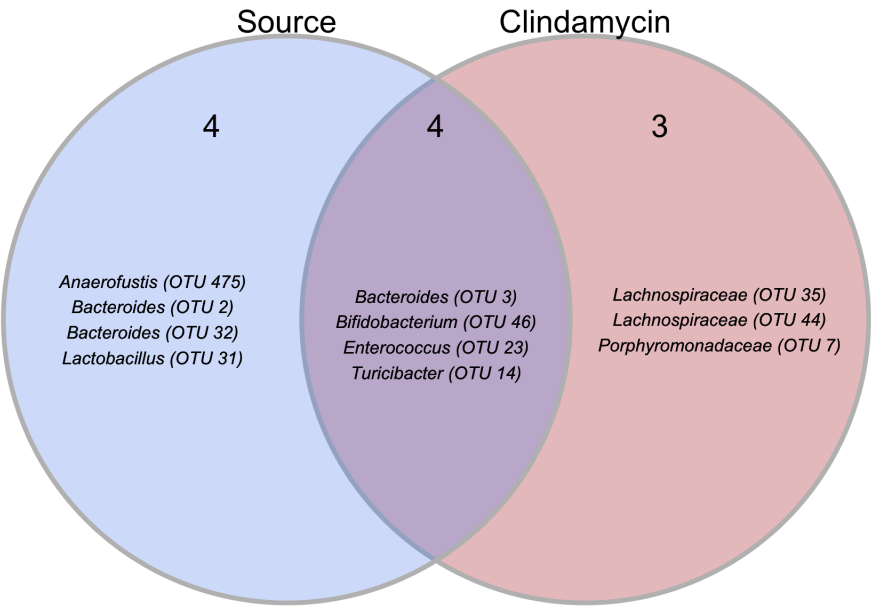 Source
Clindamycin
4
4
3
Anaerofustis (OTU 475)
Bacteroides (OTU 2)
Bacteroides (OTU 32)
Lactobacillus (OTU 31)
Bacteroides (OTU 3)
Bifidobacterium (OTU 46)
Enterococcus (OTU 23)
Turicibacter (OTU 14)
Lachnospiraceae (OTU 35)
Lachnospiraceae (OTU 44)
Porphyromonadaceae (OTU 7)